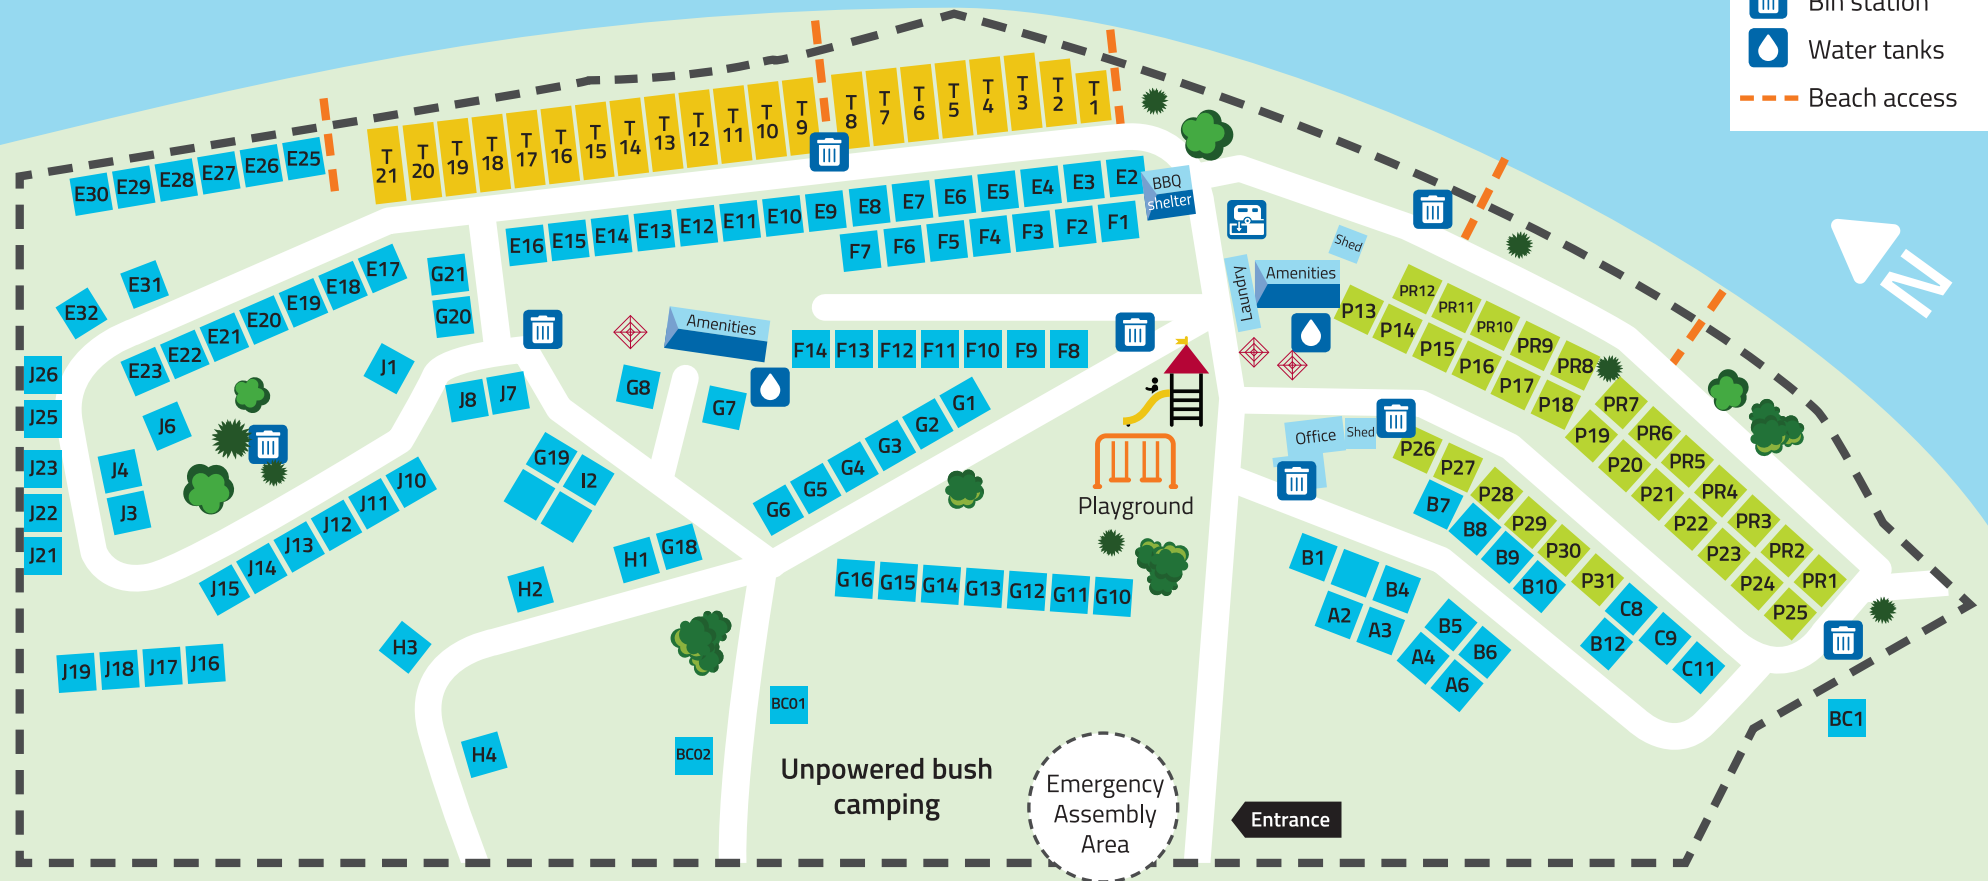 Bin station
Water tanks
Beach access
N
T
21
T
20
T
19
T
18
T
17
T
16
T
15
T
14
T
13
T
12
T
11
T
10
T
9
T
8
T
7
T
6
T
5
T
4
T
3
T
2
T
1
E30 E29 E28 E27 E26 E25
E16 E15 E14 E13 E12 E11 E10 E9 E8 E7 E6 E5 E4 E3 E2
BBQ
shelter
F7 F6 F5 F4 F3 F2 F1
E31
E32
E23 E22 E21 E20 E19 E18 E17
G21
G20
Shed
Laundry
Amenities
Amenities
F14 F13 F12 F11 F10 F9 F8
J26
J25
J23
J22
J21
J1
J6
J4
J3
J8 J7
G8
G7
G6 G5 G4 G3 G2 G1
G19
I2
J15 J14 J13 J12 J11 J10
H1 G18
H2
H3
H4
J19 J18 J17 J16
G16 G15 G14 G13 G12 G11 G10
Playground
PR12 PR11 PR10 PR9 PR8 PR7 PR6 PR5 PR4 PR3 PR2 PR1
P13 P14 P15 P16 P17 P18 P19 P20 P21 P22 P23 P24 P25
Office
Shed
P26 P27 P28 P29 P30 P31
B7 B8 B9 B10
C8 C9 C11
B12
B1 B4
A2 A3
B5 B6
A4 A6
BC1
BC01
BC02
Unpowered bush
camping
Emergency
Assembly
Area
Entrance